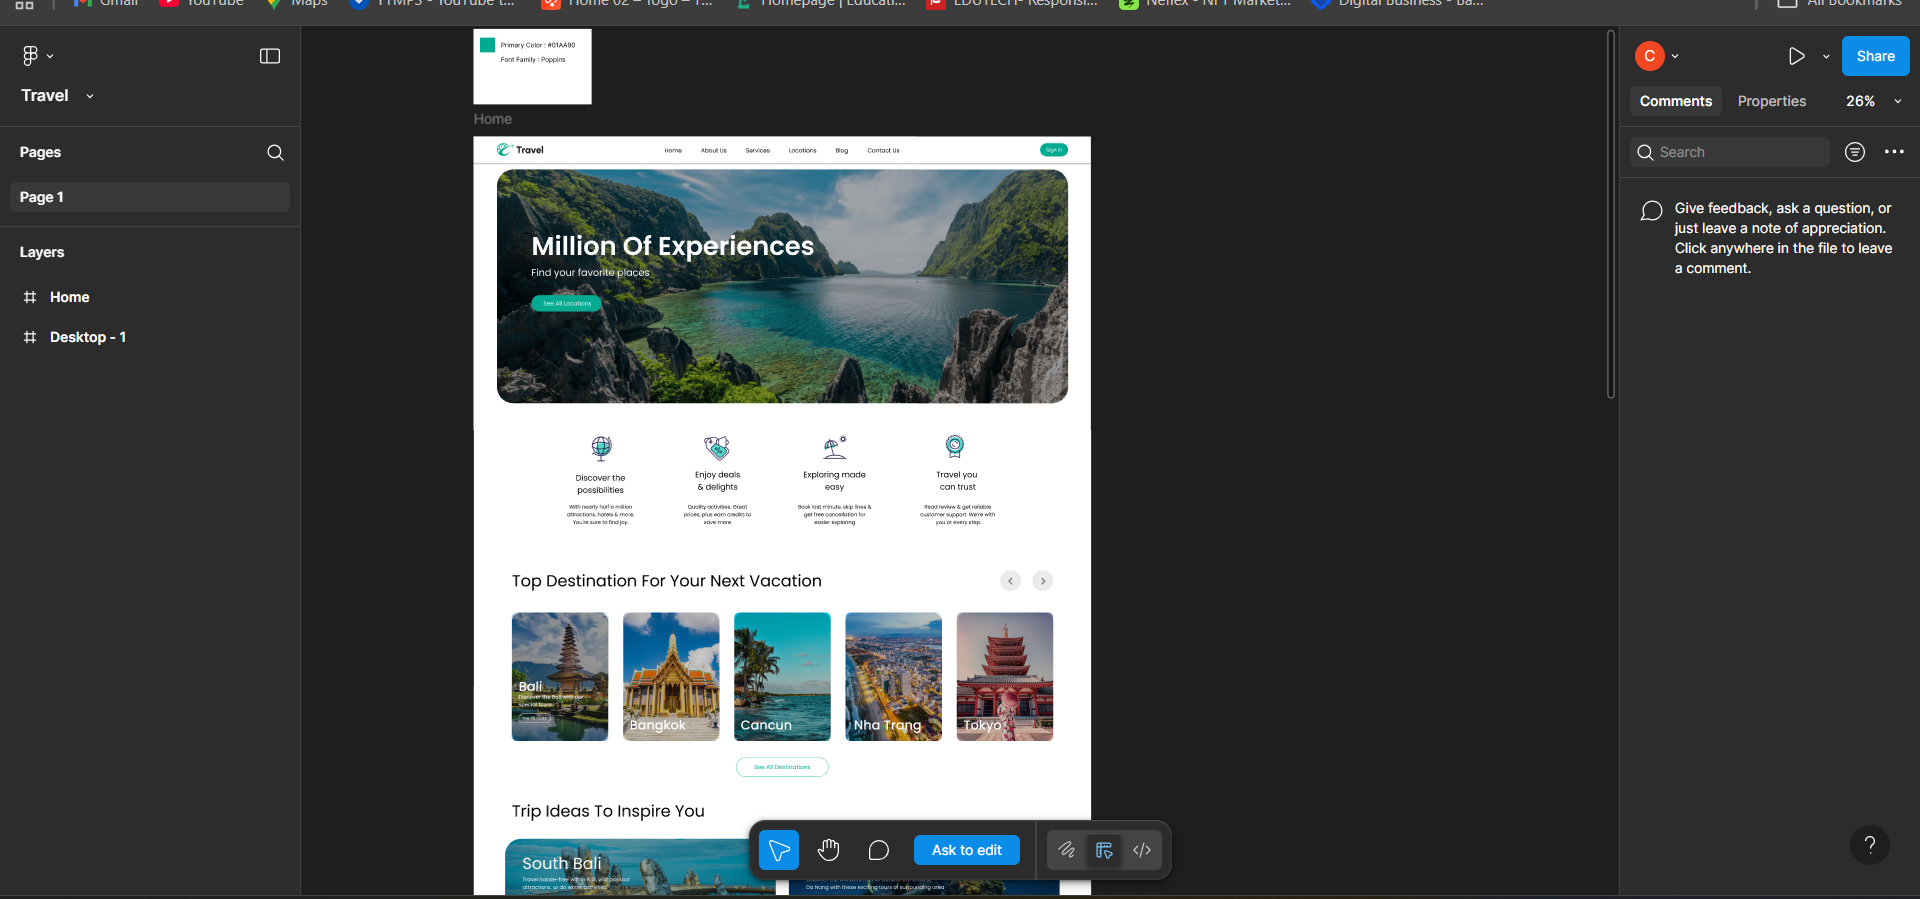 Gmail
YouTube
Maps
Home 02 – Togo – T...
Homepage | Educati...
EDUTECH- Responsi...
Neflex - NFT Market...
Digital Business - Ba...
All Bookmarks
Travel
Pages
Page 1
Layers
Home
Desktop - 1
Primary Color : #01AA90
Font Family : Poppins
Home
Travel
Home
About Us
Services
Locations
Blog
Contact Us
Sign In
Million Of Experiences
Find your favorite places
See All Locations
Discover the
possibilities
With nearly half a million
attractions, hotels & more.
You're sure to find joy.
Enjoy deals
& delights
Quality activities. Great
prices, plus earn credits to
save more
Exploring made
easy
Book last minute, skip lines &
get free cancellation for
easier exploring
Travel you
can trust
Read review & get reliable
customer support. We're with
you at every step.
Top Destination For Your Next Vacation
Bali
Discover the Bali with our
special tours.
Bangkok
Cancun
Nha Trang
Tokyo
See All Destinations
Trip Ideas To Inspire You
South Bali
Travel hassle-free within Bali, visit popular
attractions, or do water activities.
Da Nang with these exciting tours of surrounding area
Ask to edit
C
Share
Comments
Properties
26%
Search
Give feedback, ask a question, or
just leave a note of appreciation.
Click anywhere in the file to leave
a comment.
?